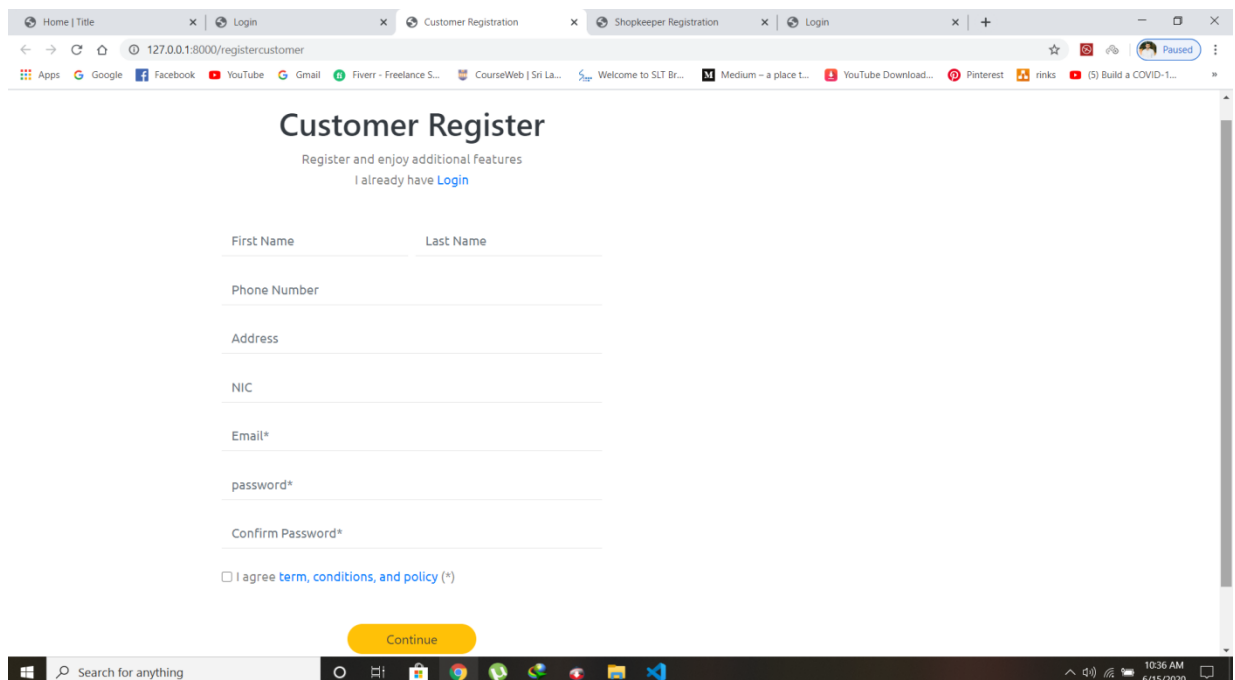 Home | Title Login Customer Registration Shopkeeper Registration Login
127.0.0.1:8000/registercustomer Paused
Apps Google Facebook YouTube Gmail Fiverr - Freelance S... CourseWeb | Sri La... Welcome to SLT Br... Medium – a place t... YouTube Download... Pinterest rinks (5) Build a COVID-1... »
Customer Register
Register and enjoy additional features
I already have Login
First Name Last Name
Phone Number
Address
NIC
Email*
password*
Confirm Password*
I agree term, conditions, and policy (*)
Continue
Search for anything 10:36 AM
6/15/2020